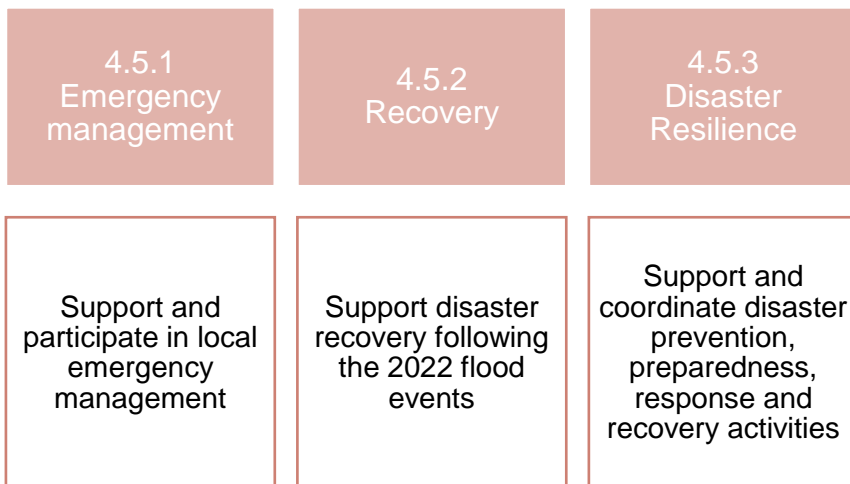 4.5.1
Emergency
management
4.5.2
Recovery
4.5.3
Disaster
Resilience
Support and
participate in local
emergency
management
Support disaster
recovery following
the 2022 flood
events
Support and
coordinate disaster
prevention,
preparedness,
response and
recovery activities